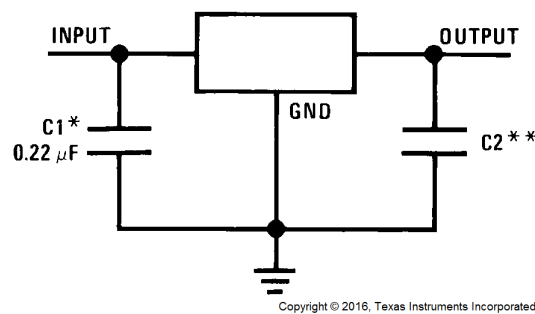 INPUT
OUTPUT
GND
C1*
0.22 μF
C2**
Copyright © 2016, Texas Instruments Incorporated